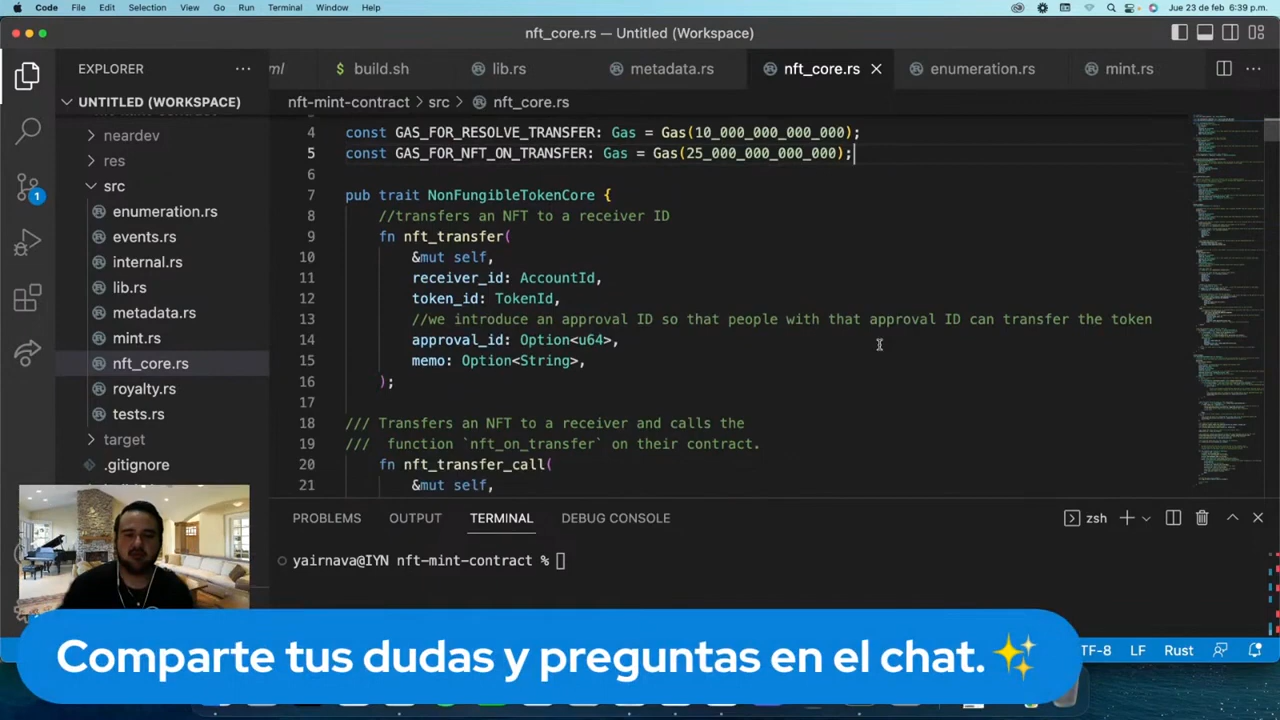 Code File Edit Selection View Go Run Terminal Window Help Jue 23 de feb 6:39 p.m.
nft_core.rs — Untitled (Workspace)
EXPLORER ··· ml $ build.sh lib.rs metadata.rs nft_core.rs × enumeration.rs mint.rs ···
UNTITLED (WORKSPACE) nft-mint-contract > src > nft_core.rs
neardev
res
src
enumeration.rs
events.rs
internal.rs
lib.rs
metadata.rs
mint.rs
nft_core.rs
royalty.rs
tests.rs
target
.gitignore
1
4 const GAS_FOR_RESOLVE_TRANSFER: Gas = Gas(10_000_000_000_000);
5 const GAS_FOR_NFT_ON_TRANSFER: Gas = Gas(25_000_000_000_000);
6
7 pub trait NonFungibleTokenCore {
8 //transfers an NFT to a receiver ID
9 fn nft_transfer(
10 &mut self,
11 receiver_id: AccountId,
12 token_id: TokenId,
13 //we introduce an approval ID so that people with that approval ID can transfer the token
14 approval_id: Option<u64>,
15 memo: Option<String>,
16 );
17
18 /// Transfers an NFT to a receiver and calls the
19 /// function `nft_on_transfer` on their contract.
20 fn nft_transfer_call(
21 &mut self,
PROBLEMS OUTPUT TERMINAL DEBUG CONSOLE zsh
yairnava@IYN nft-mint-contract %
Comparte tus dudas y preguntas en el chat.✨
TF-8 LF Rust